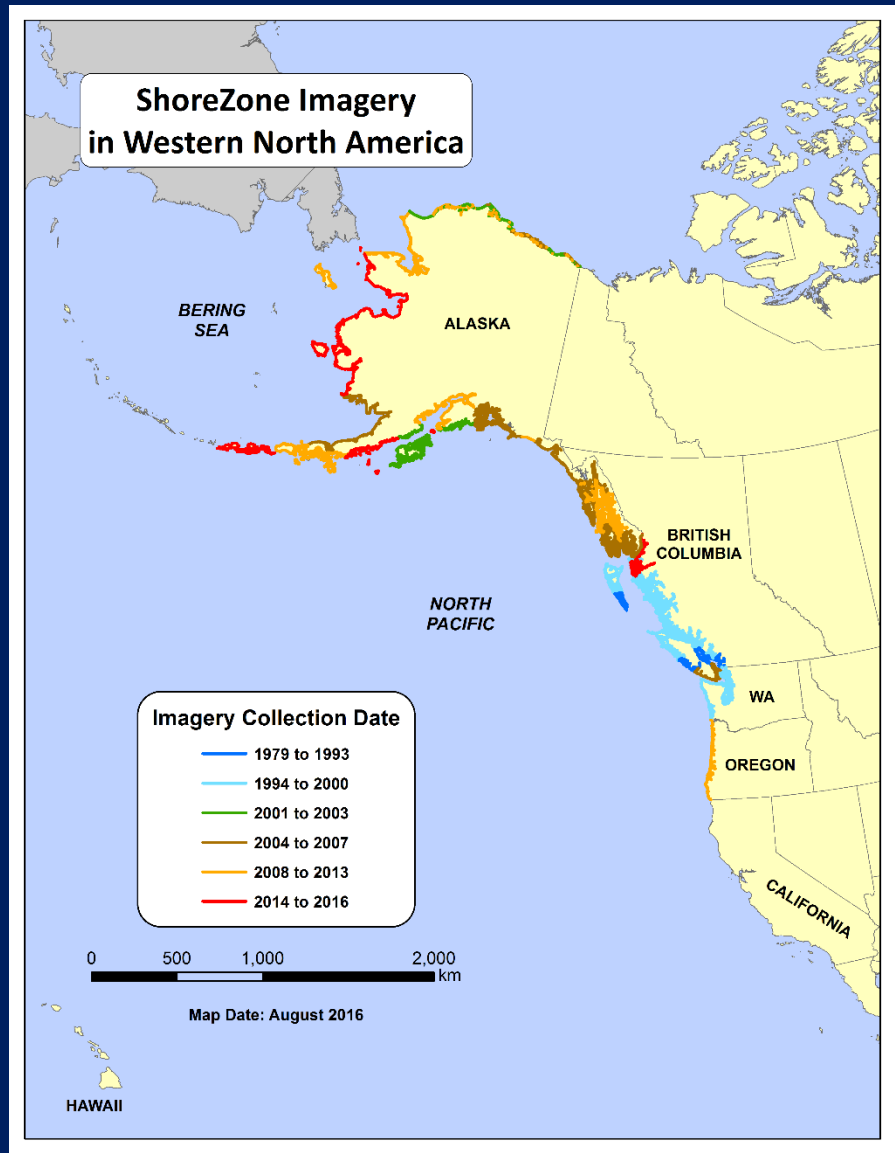 ShoreZone Imagery
in Western North America
BERING
SEA
ALASKA
BRITISH
COLUMBIA
NORTH
PACIFIC
WA
OREGON
CALIFORNIA
Imagery Collection Date
1979 to 1993
1994 to 2000
2001 to 2003
2004 to 2007
2008 to 2013
2014 to 2016
0 500 1,000 2,000
km
Map Date: August 2016
HAWAII